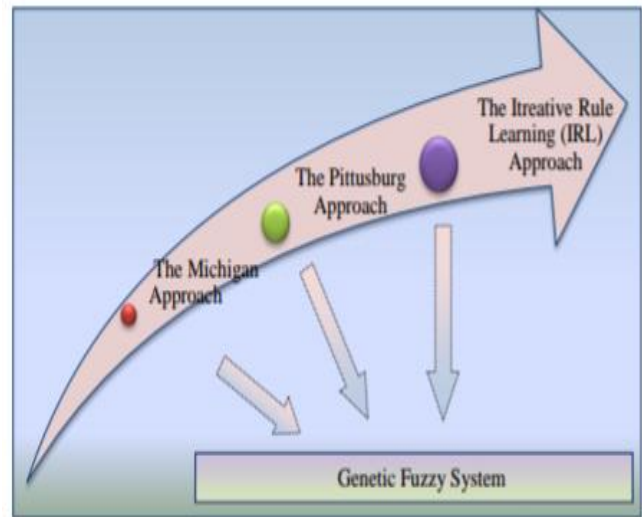 The Itreative Rule
Learning (IRL)
Approach
The Pittusburg
Approach
The Michigan
Approach
Genetic Fuzzy System